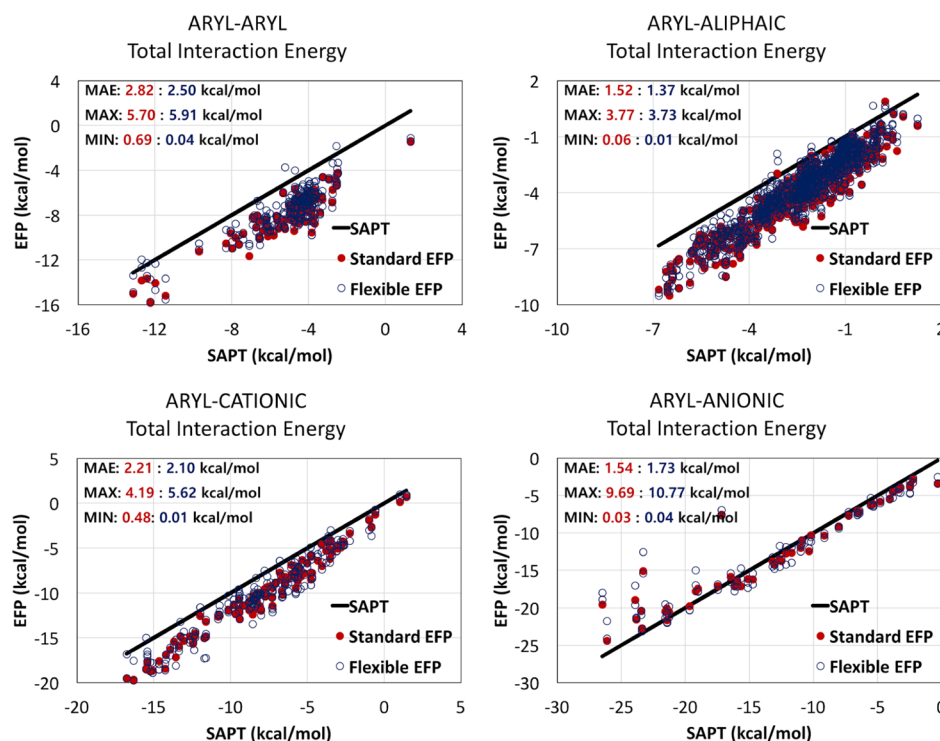 ARYL-ARYL
Total Interaction Energy
MAE: 2.82 : 2.50 kcal/mol
MAX: 5.70 : 5.91 kcal/mol
MIN: 0.69 : 0.04 kcal/mol
4
0
-4
-8
-12
-16
EFP (kcal/mol)
SAPT
Standard EFP
Flexible EFP
-16 -12 -8 -4 0 4
SAPT (kcal/mol)
ARYL-ALIPHAIC
Total Interaction Energy
MAE: 1.52 : 1.37 kcal/mol
MAX: 3.77 : 3.73 kcal/mol
MIN: 0.06 : 0.01 kcal/mol
2
-1
-4
-7
-10
EFP (kcal/mol)
SAPT
Standard EFP
Flexible EFP
-10 -7 -4 -1 2
SAPT (kcal/mol)
ARYL-CATIONIC
Total Interaction Energy
MAE: 2.21 : 2.10 kcal/mol
MAX: 4.19 : 5.62 kcal/mol
MIN: 0.48: 0.01 kcal/mol
5
0
-5
-10
-15
-20
EFP (kcal/mol)
SAPT
Standard EFP
Flexible EFP
-20 -15 -10 -5 0 5
SAPT (kcal/mol)
ARYL-ANIONIC
Total Interaction Energy
MAE: 1.54 : 1.73 kcal/mol
MAX: 9.69 : 10.77 kcal/mol
MIN: 0.03 : 0.04 kcal/mol
0
-5
-10
-15
-20
-25
-30
EFP (kcal/mol)
SAPT
Standard EFP
Flexible EFP
-30 -25 -20 -15 -10 -5 0
SAPT (kcal/mol)